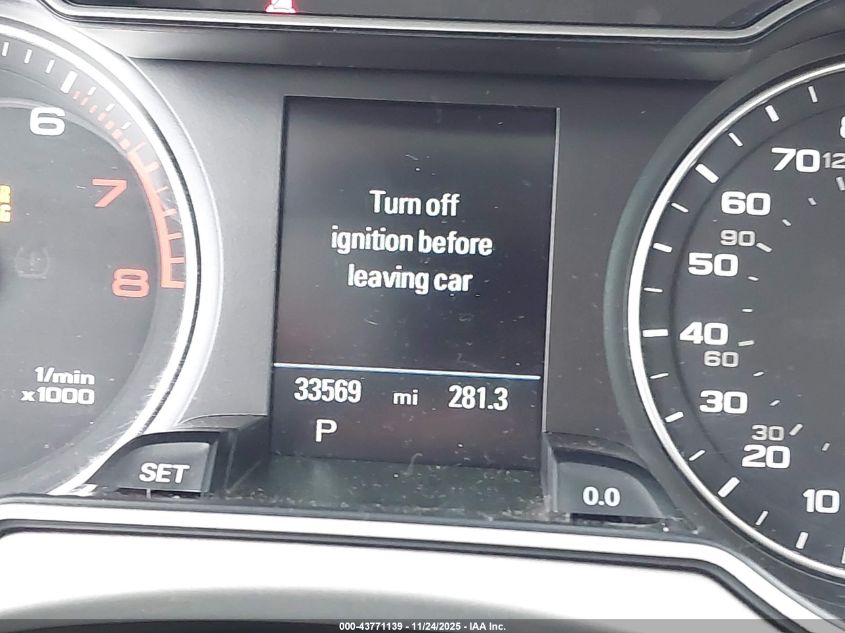 6
7
8
1/min
x1000
SET
Turn off
ignition before
leaving car
33569 mi 281.3
P
0.0
70
60
90
50
40
60
30
30
20
10
000-43771139 - 11/24/2025 - IAA Inc.